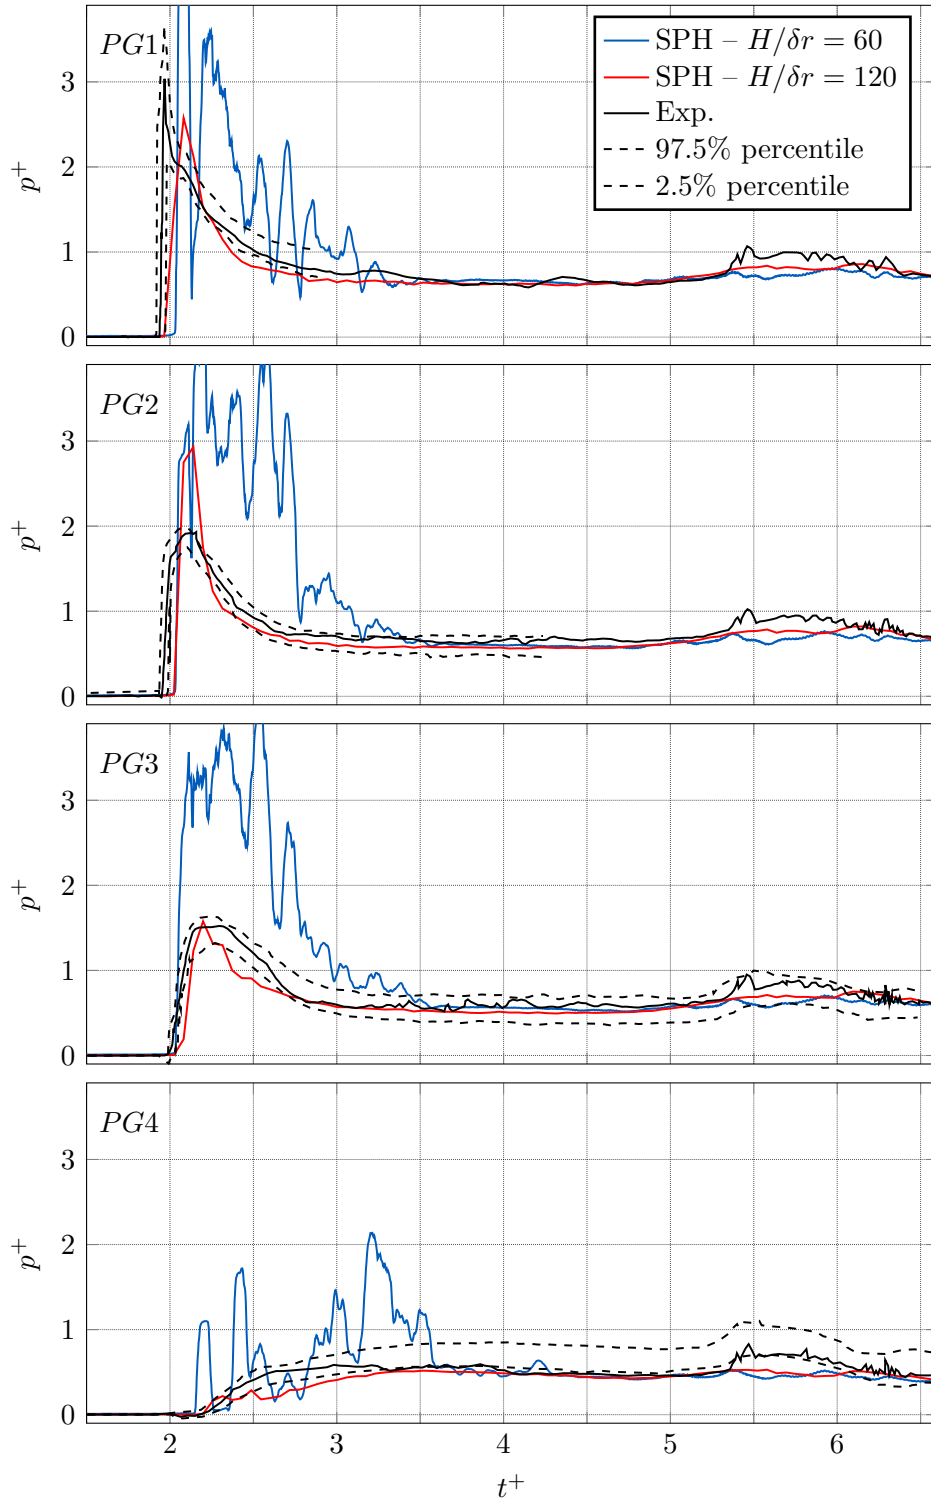 PG1
SPH – H/δr = 60
SPH – H/δr = 120
Exp.
97.5% percentile
2.5% percentile
3
2
1
0
p+
PG2
3
2
1
0
p+
PG3
3
2
1
0
p+
PG4
3
2
1
0
p+
2 3 4 5 6
t+